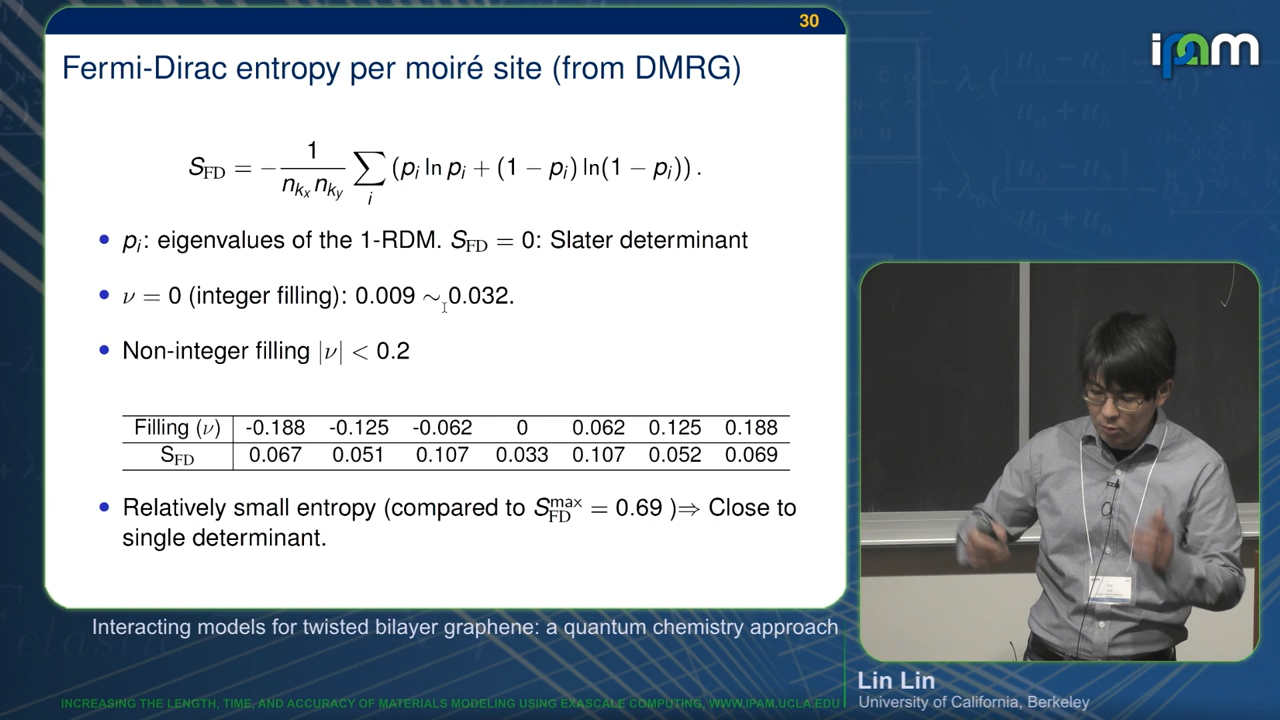 30
ipam
Fermi-Dirac entropy per moiré site (from DMRG)
S_FD = − 1/(n_{k_x} n_{k_y}) ∑_i (p_i ln p_i + (1 − p_i) ln(1 − p_i)).
• p_i: eigenvalues of the 1-RDM. S_FD = 0: Slater determinant
• ν = 0 (integer filling): 0.009 ∼ 0.032.
• Non-integer filling |ν| < 0.2
Filling (ν) -0.188 -0.125 -0.062 0 0.062 0.125 0.188
S_FD 0.067 0.051 0.107 0.033 0.107 0.052 0.069
• Relatively small entropy (compared to S_FD^max = 0.69 )⇒ Close to
single determinant.
Interacting models for twisted bilayer graphene: a quantum chemistry approach
Lin Lin
University of California, Berkeley
INCREASING THE LENGTH, TIME, AND ACCURACY OF MATERIALS MODELING USING EXASCALE COMPUTING, WWW.IPAM.UCLA.EDU